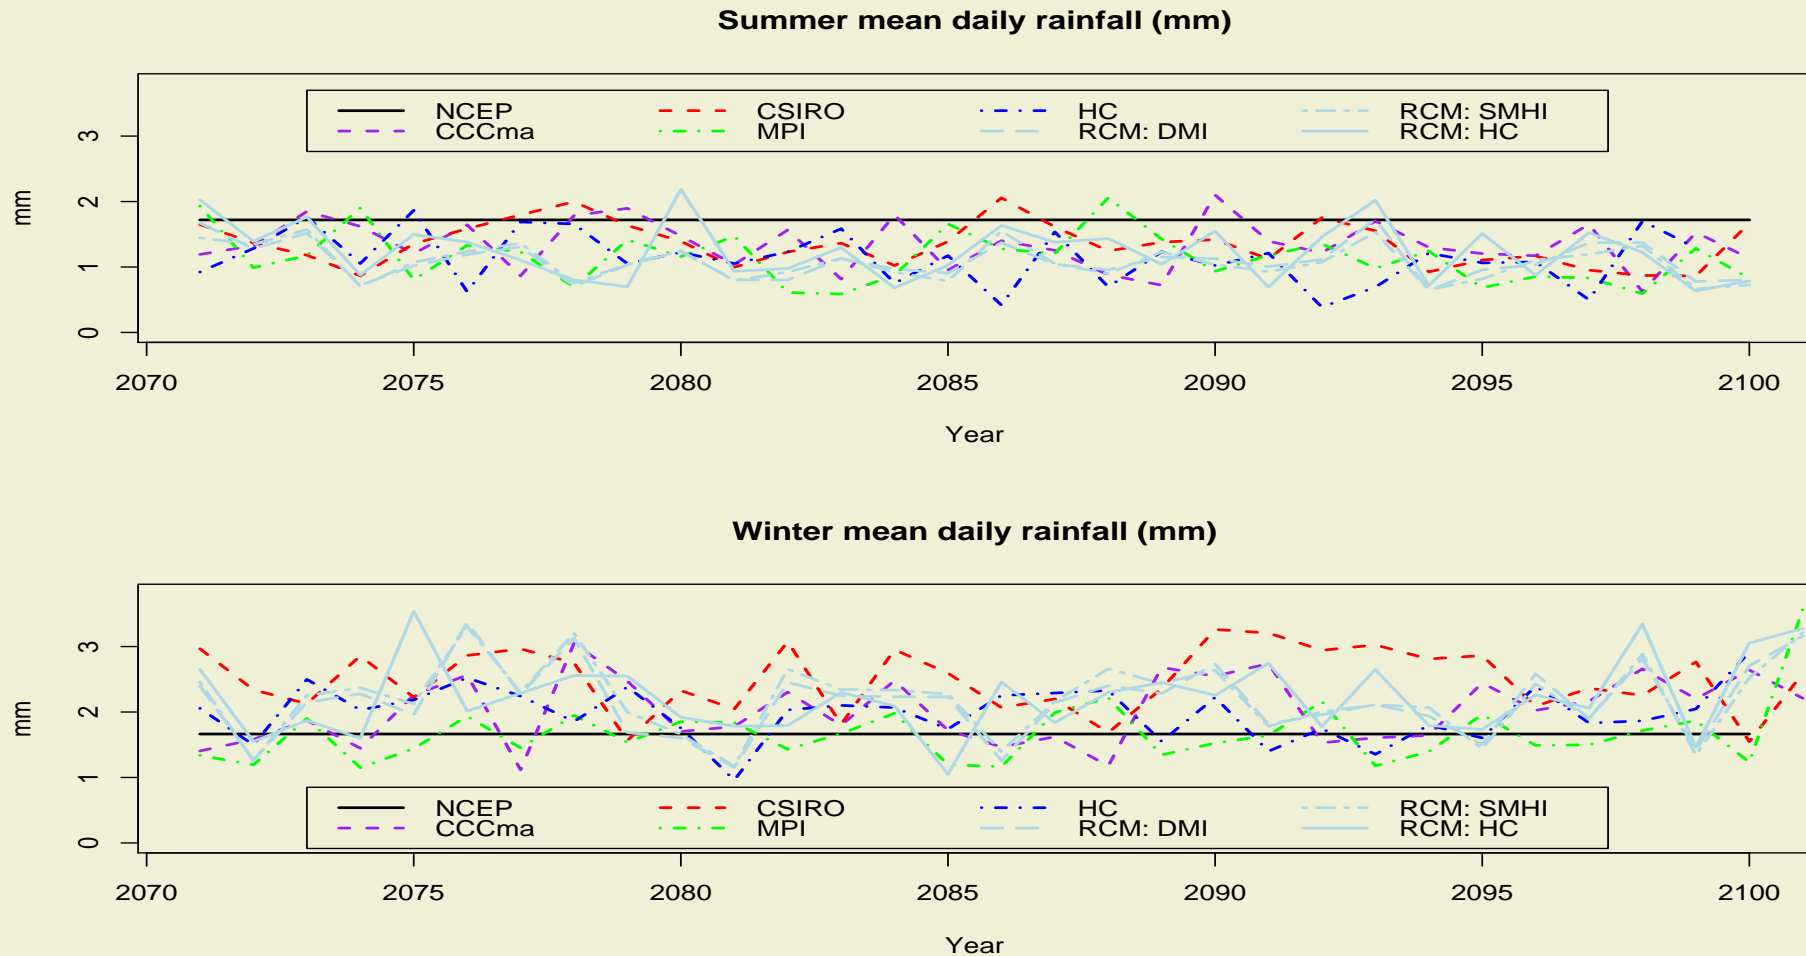 Summer mean daily rainfall (mm)
NCEP CSIRO HC RCM: SMHI
CCCma MPI RCM: DMI RCM: HC
3
2
1
0
mm
2070 2075 2080 2085 2090 2095 2100
Year
Winter mean daily rainfall (mm)
3
2
1
0
mm
NCEP CSIRO HC RCM: SMHI
CCCma MPI RCM: DMI RCM: HC
2070 2075 2080 2085 2090 2095 2100
Year